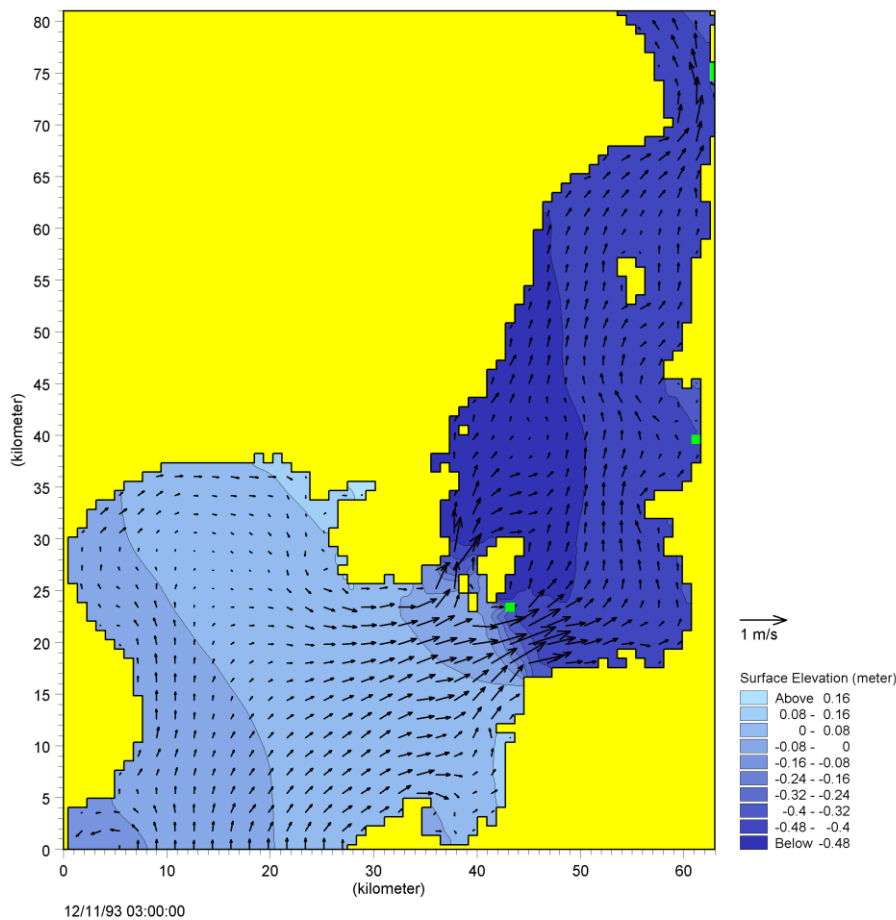 80
75
70
65
60
55
50
45
40
35
30
25
20
15
10
5
0
(kilometer)
0 10 20 30 40 50 60
(kilometer)
12/11/93 03:00:00
1 m/s
Surface Elevation (meter)
Above 0.16
0.08 - 0.16
0 - 0.08
-0.08 - 0
-0.16 - -0.08
-0.24 - -0.16
-0.32 - -0.24
-0.4 - -0.32
-0.48 - -0.4
Below -0.48